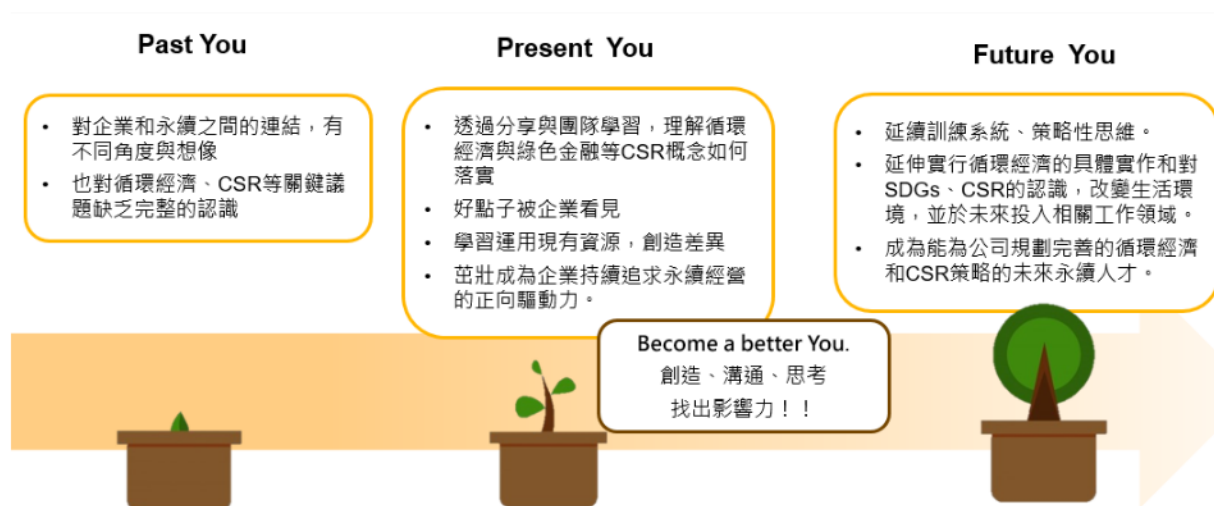 Past You
• 對企業和永續之間的連結，有
不同角度與想像
• 也對循環經濟、CSR等關鍵議
題缺乏完整的認識
Present You
• 透過分享與團隊學習，理解循環
經濟與綠色金融等CSR概念如何
落實
• 好點子被企業看見
• 學習運用現有資源，創造差異
• 茁壯成為企業持續追求永續經營
的正向驅動力。
Become a better You.
創造、溝通、思考
找出影響力！！
Future You
• 延續訓練系統、策略性思維。
• 延伸實行循環經濟的具體實作和對
SDGs、CSR的認識，改變生活環
境，並於未來投入相關工作領域。
• 成為能為公司規劃完善的循環經濟
和CSR策略的未來永續人才。